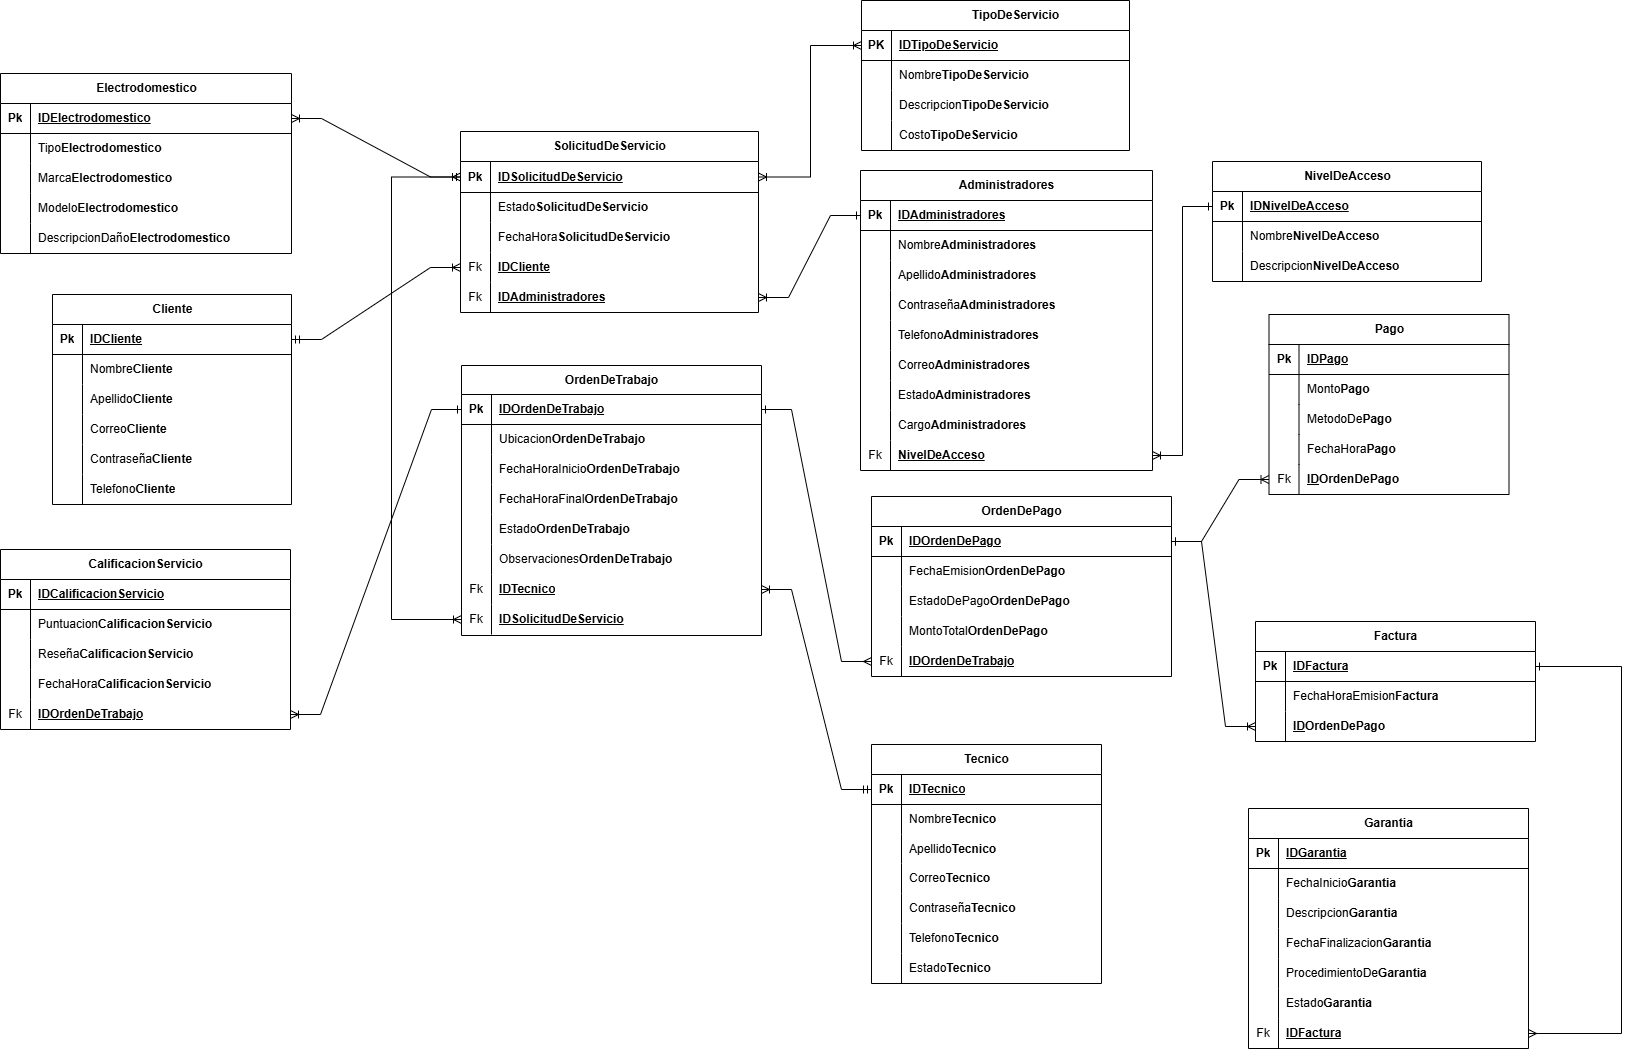 TipoDeServicio
PK IDTipoDeServicio
NombreTipoDeServicio
DescripcionTipoDeServicio
CostoTipoDeServicio
Electrodomestico
Pk IDElectrodomestico
TipoElectrodomestico
MarcaElectrodomestico
ModeloElectrodomestico
DescripcionDañoElectrodomestico
SolicitudDeServicio
Pk IDSolicitudDeServicio
EstadoSolicitudDeServicio
FechaHoraSolicitudDeServicio
Fk IDCliente
Fk IDAdministradores
Administradores
Pk IDAdministradores
NombreAdministradores
ApellidoAdministradores
ContraseñaAdministradores
TelefonoAdministradores
CorreoAdministradores
EstadoAdministradores
CargoAdministradores
Fk NivelDeAcceso
NivelDeAcceso
Pk IDNivelDeAcceso
NombreNivelDeAcceso
DescripcionNivelDeAcceso
Cliente
Pk IDCliente
NombreCliente
ApellidoCliente
CorreoCliente
ContraseñaCliente
TelefonoCliente
OrdenDeTrabajo
Pk IDOrdenDeTrabajo
UbicacionOrdenDeTrabajo
FechaHoraInicioOrdenDeTrabajo
FechaHoraFinalOrdenDeTrabajo
EstadoOrdenDeTrabajo
ObservacionesOrdenDeTrabajo
Fk IDTecnico
Fk IDSolicitudDeServicio
Pago
Pk IDPago
MontoPago
MetodoDePago
FechaHoraPago
Fk IDOrdenDePago
OrdenDePago
Pk IDOrdenDePago
FechaEmisionOrdenDePago
EstadoDePagoOrdenDePago
MontoTotalOrdenDePago
Fk IDOrdenDeTrabajo
CalificacionServicio
Pk IDCalificacionServicio
PuntuacionCalificacionServicio
ReseñaCalificacionServicio
FechaHoraCalificacionServicio
Fk IDOrdenDeTrabajo
Factura
Pk IDFactura
FechaHoraEmisionFactura
IDOrdenDePago
Tecnico
Pk IDTecnico
NombreTecnico
ApellidoTecnico
CorreoTecnico
ContraseñaTecnico
TelefonoTecnico
EstadoTecnico
Garantia
Pk IDGarantia
FechaInicioGarantia
DescripcionGarantia
FechaFinalizacionGarantia
ProcedimientoDeGarantia
EstadoGarantia
Fk IDFactura